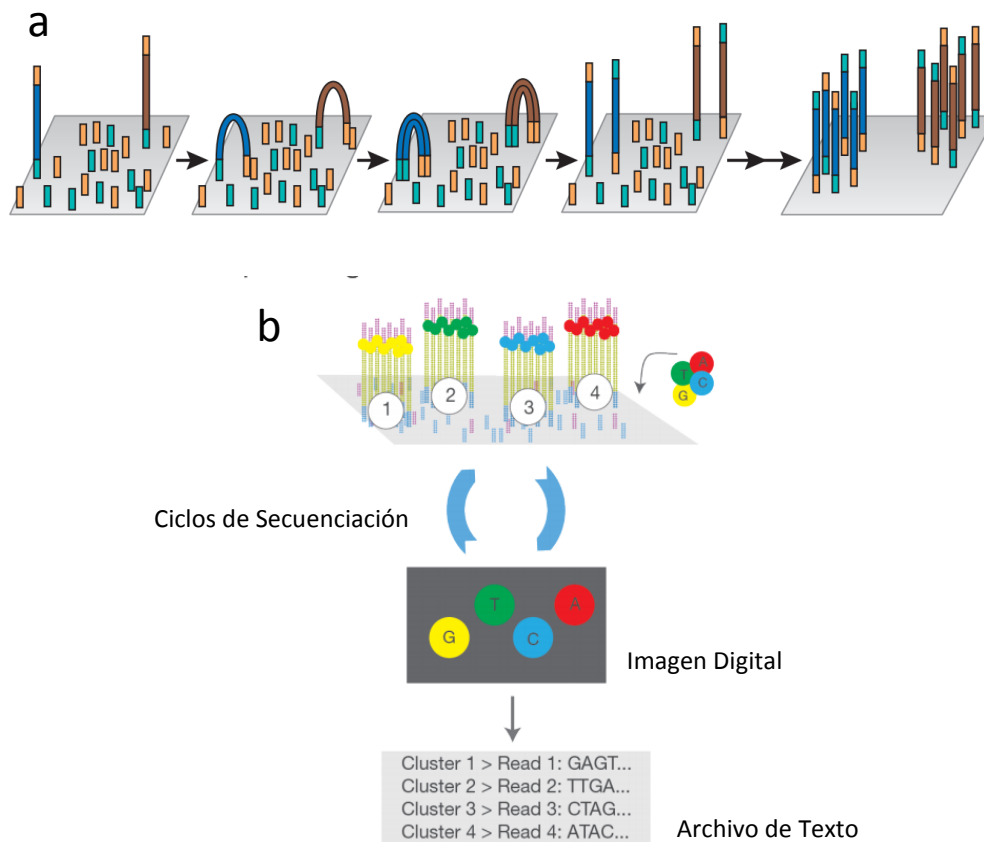 a
b
1
2
3
4
A
T
C
G
Ciclos de Secuenciación
T
A
G
C
Imagen Digital
Cluster 1 > Read 1: GAGT...
Cluster 2 > Read 2: TTGA...
Cluster 3 > Read 3: CTAG...
Cluster 4 > Read 4: ATAC...
Archivo de Texto